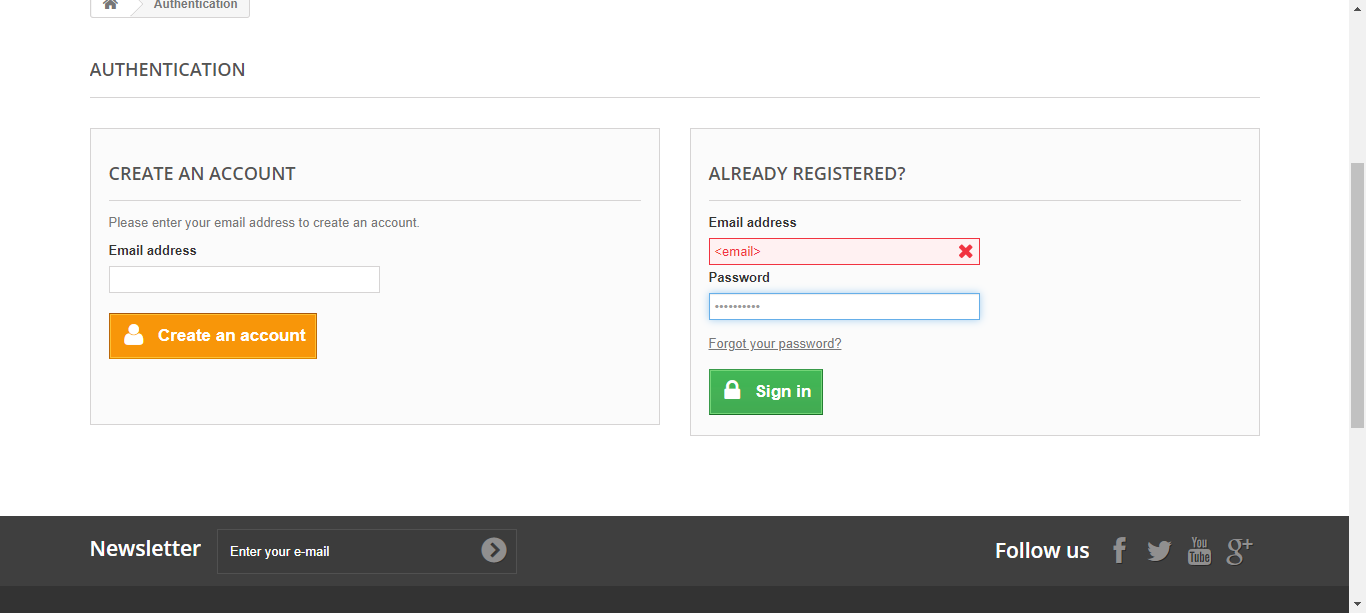 Authentication
AUTHENTICATION
CREATE AN ACCOUNT
Please enter your email address to create an account.
Email address
Create an account
ALREADY REGISTERED?
Email address
<email>
Password
••••••••••
Forgot your password?
Sign in
Newsletter
Enter your e-mail
Follow us
You
Tube
g+